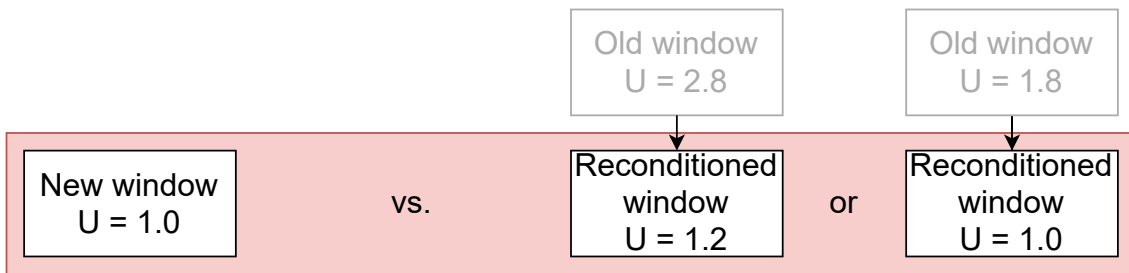 Old window
U = 2.8
Old window
U = 1.8
New window
U = 1.0
vs.
Reconditioned
window
U = 1.2
or
Reconditioned
window
U = 1.0